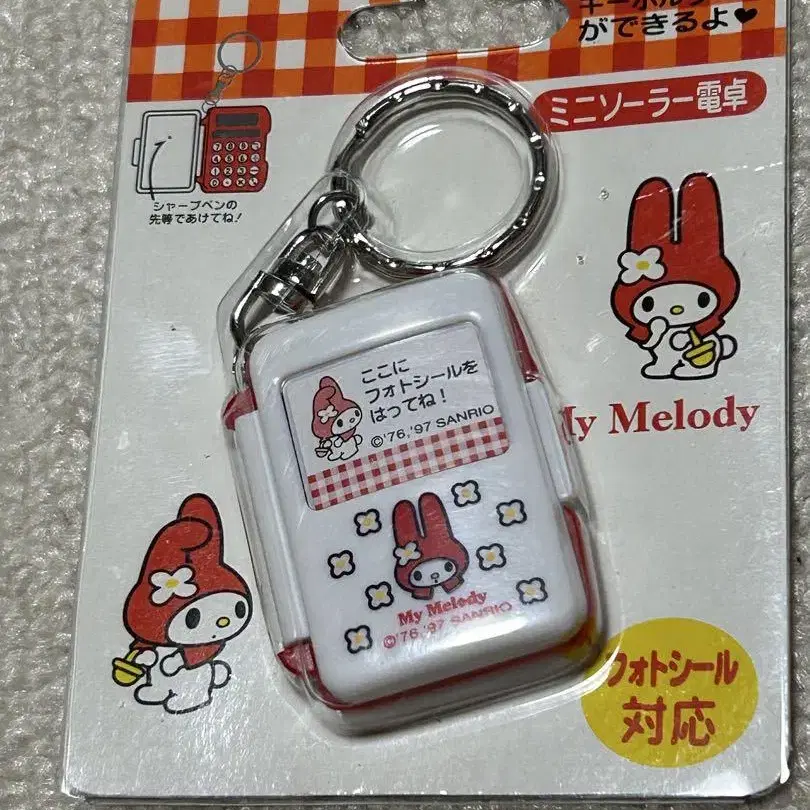 ができるよ♥
ミニソーラー電卓
シャープペンの
先等であけてね!
ここに
フォトシールを
はってね!
©'76,'97 SANRIO
My Melody
My Melody
©'76,'97 SANRIO
フォトシール
対応